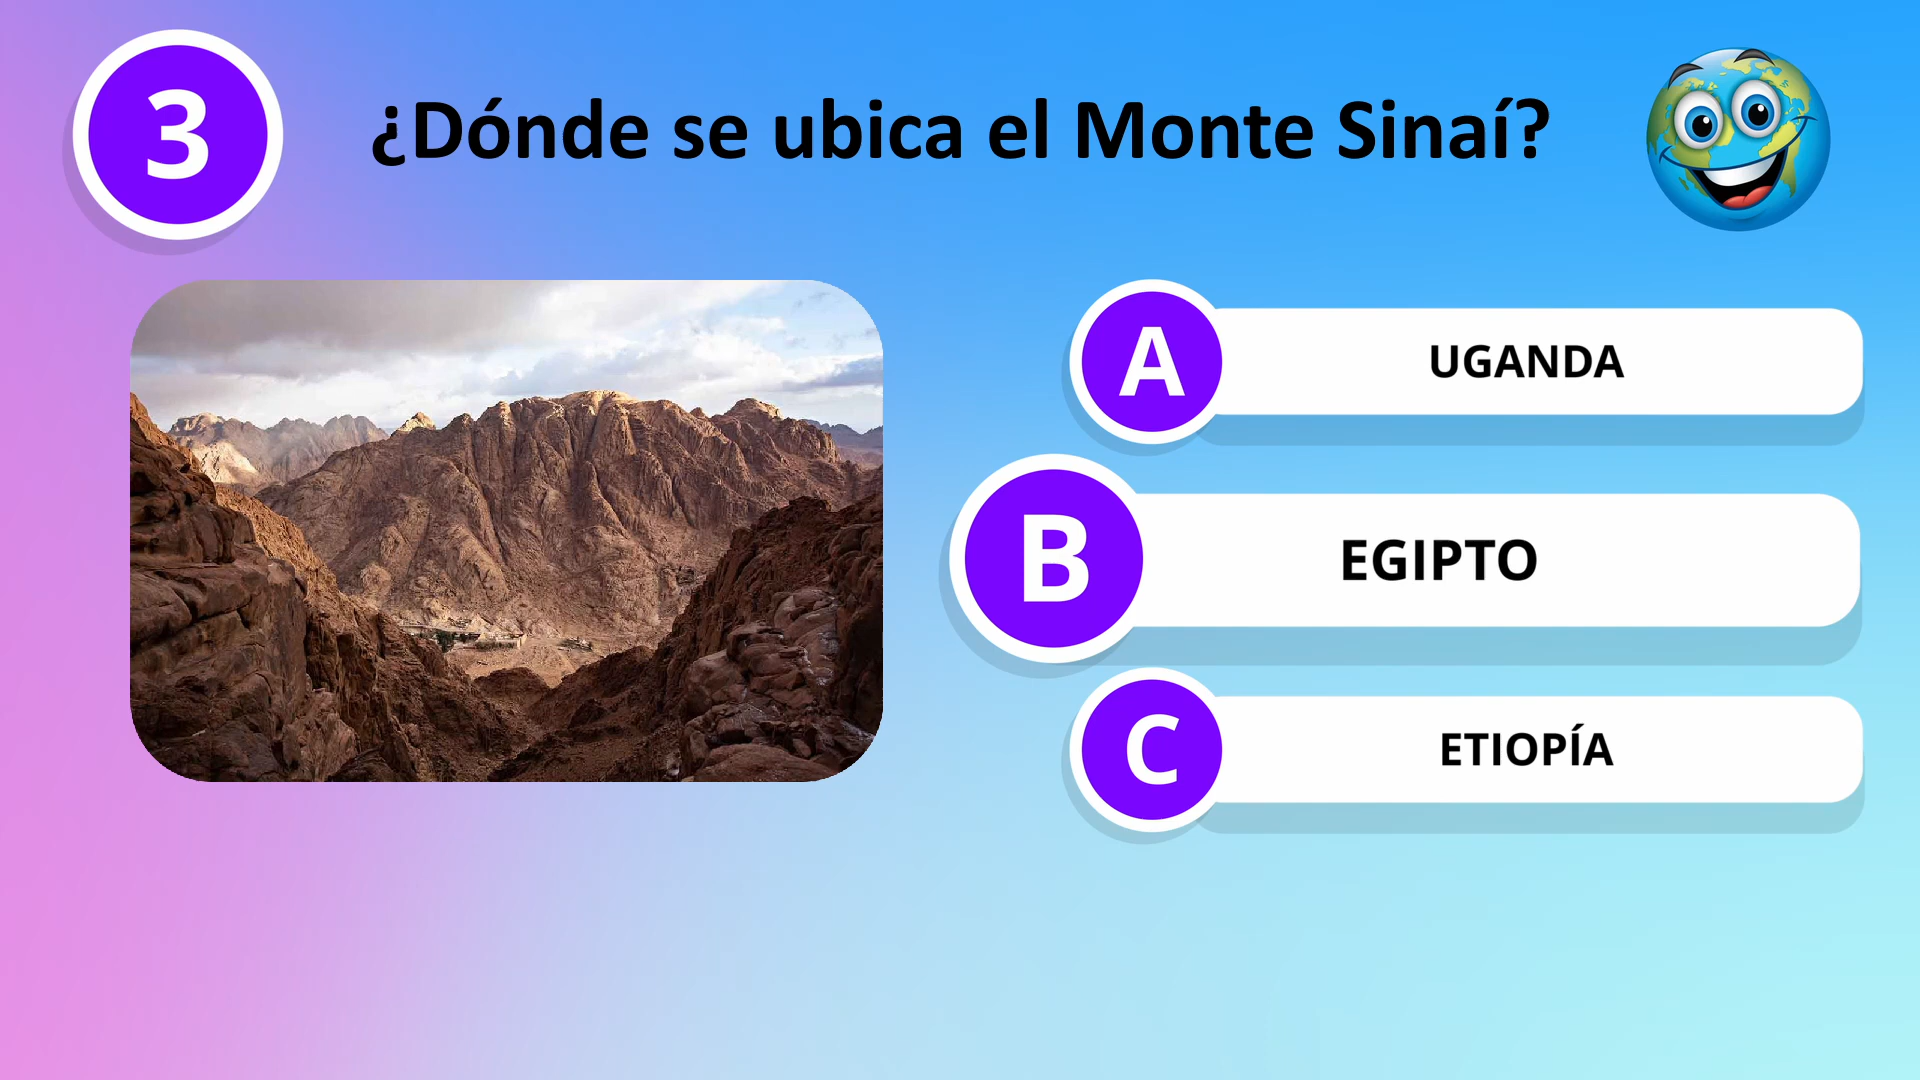 3
¿Dónde se ubica el Monte Sinaí?
A
UGANDA
B
EGIPTO
C
ETIOPÍA